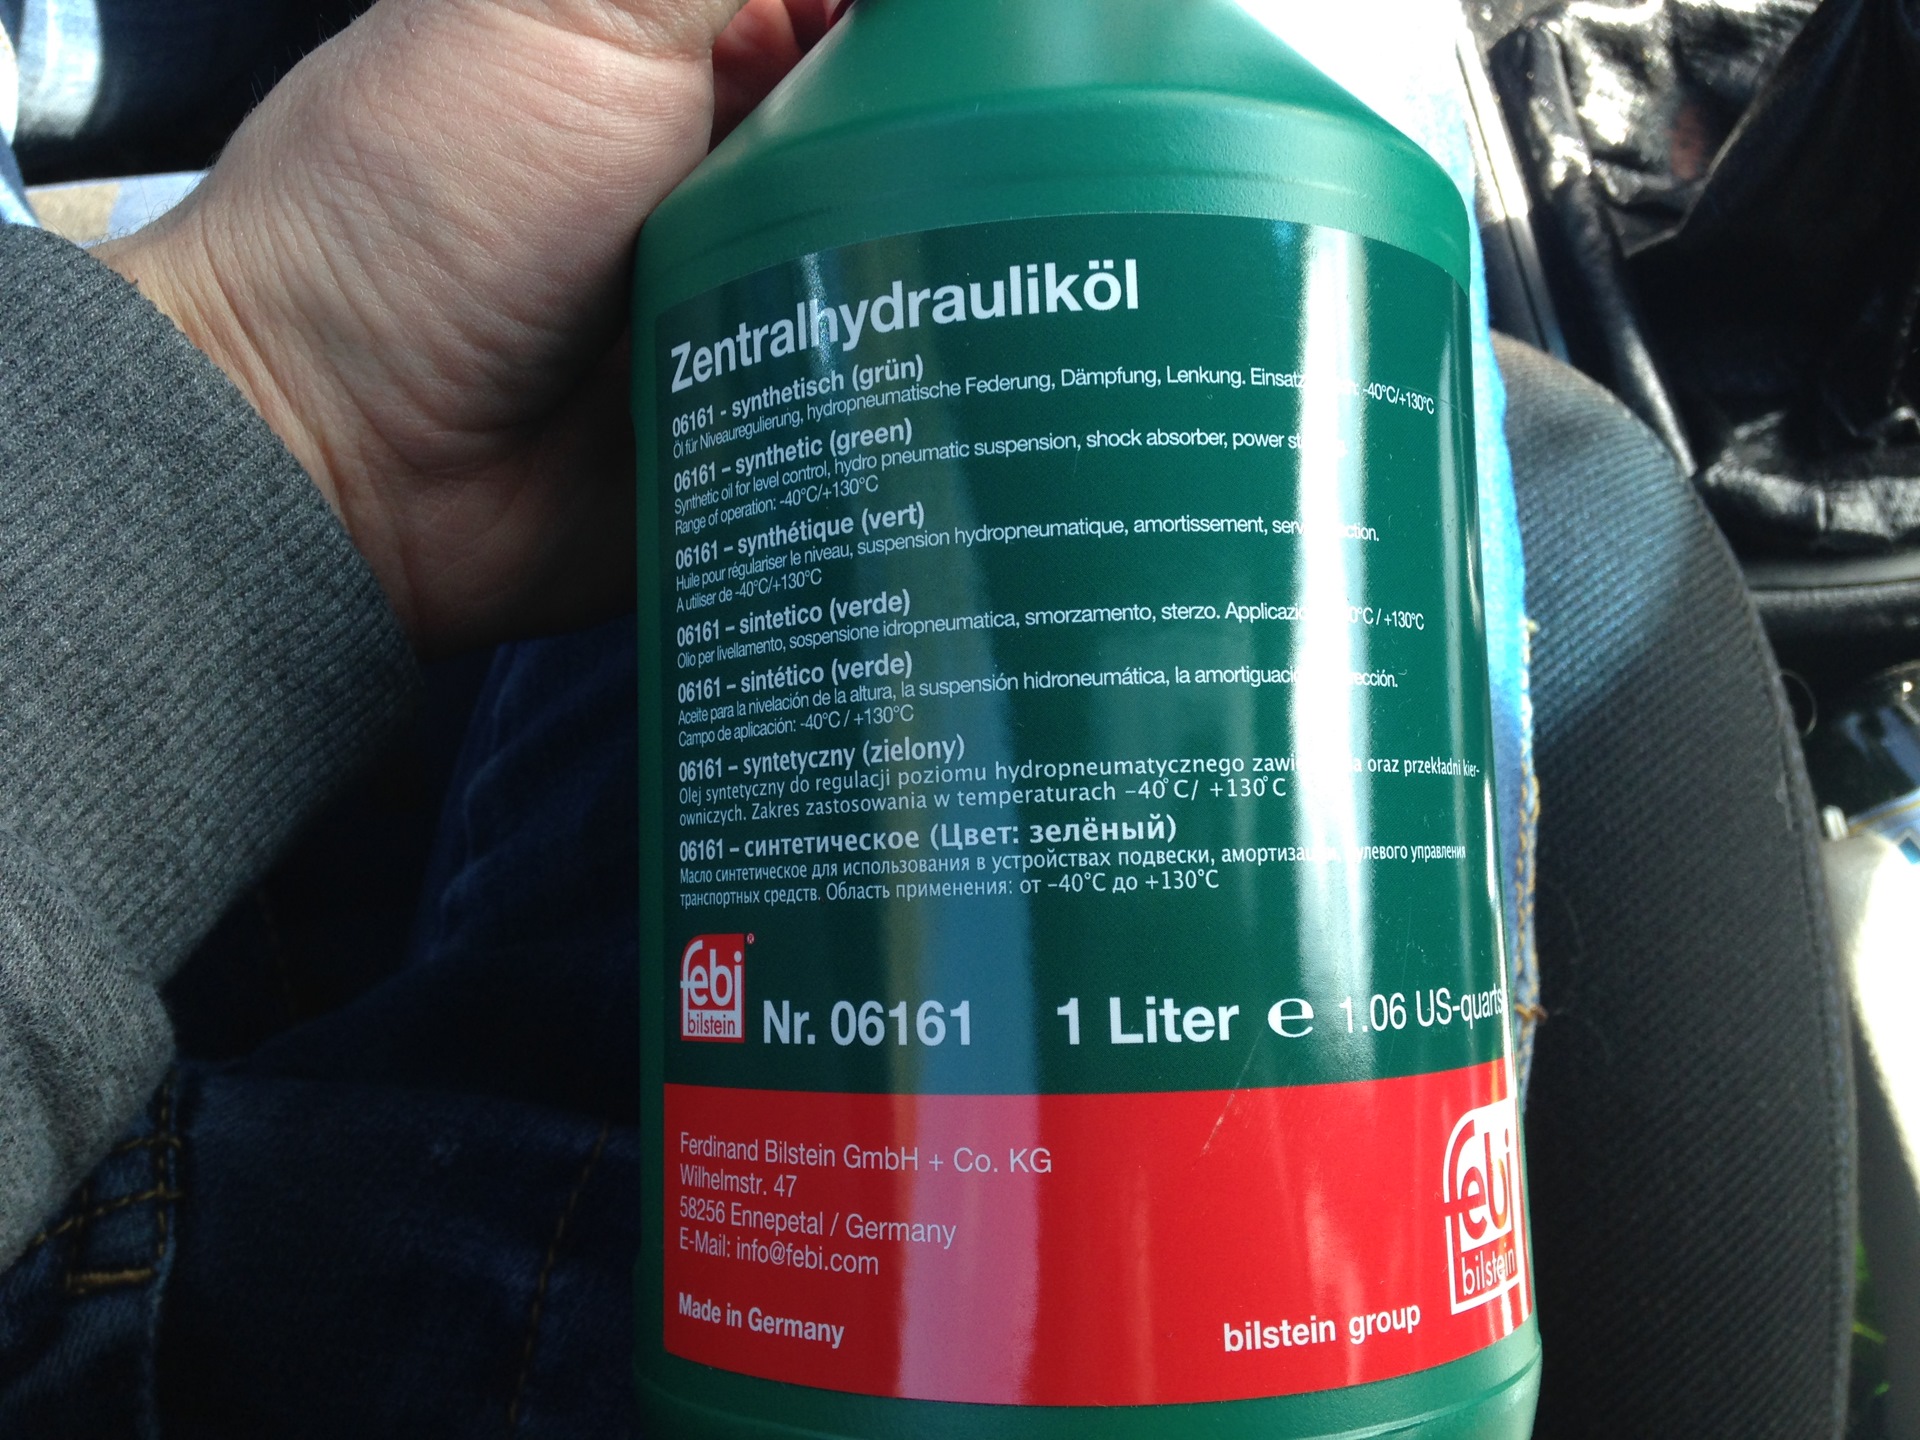 Zentralhydrauliköl
06161 - synthetisch (grün)
Öl für Niveauregulierung, hydropneumatische Federung, Dämpfung, Lenkung. -40°C/+130°C
06161 – synthetic (green)
Synthetic oil for level control, hydro pneumatic suspension, shock absorber, power
Range of operation: -40°C/+130°C
06161 – synthétique (vert)
Huile pour régulariser le niveau, suspension hydropneumatique, amortissement,
A utiliser de -40°C/+130°C
06161 – sintetico (verde)
Olio per livellamento, sospensione idropneumatica, smorzamento, sterzo. / +130°C
06161 – sintético (verde)
Aceite para la nivelación de la altura, la suspensión hidroneumática, la
Campo de aplicación: -40°C / +130°C
06161 – syntetyczny (zielony)
Olej syntetyczny do regulacji poziomu hydropneumatycznego oraz przekładni kier-
owniczych. Zakres zastosowania w temperaturach –40°C/ +130°C
06161 – синтетическое (Цвет: зелёный)
Масло синтетическое для использования в устройствах подвески, управления
транспортных средств. Область применения: от –40°C до +130°C
febi® bilstein Nr. 06161 1 Liter ℮ 1.06 US-quarts
Ferdinand Bilstein GmbH + Co. KG
Wilhelmstr. 47
58256 Ennepetal / Germany
E-Mail: info@febi.com
febi
bilstein
Made in Germany
bilstein group